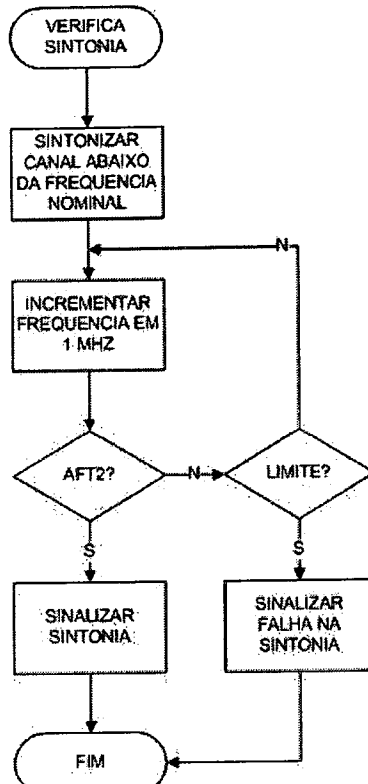 VERIFICA
SINTONIA
SINTONIZAR
CANAL ABAIXO
DA FREQUENCIA
NOMINAL
N
INCREMENTAR
FREQUENCIA EM
1 MHZ
AFT2?
N
LIMITE?
S
S
SINALIZAR
SINTONIA
SINALIZAR
FALHA NA
SINTONIA
FIM